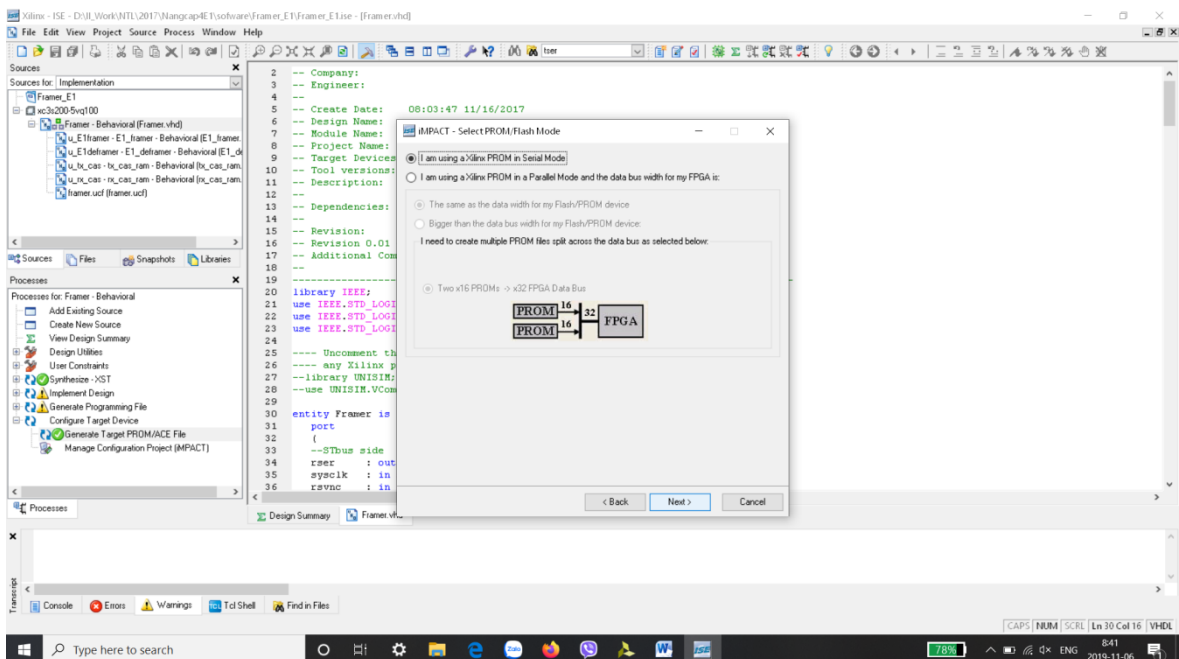 Xilinx - ISE - D:\II_Work\NTL\2017\Nangcap4E1\sofware\Framer_E1\Framer_E1.ise - [Framer.vhd]
File Edit View Project Source Process Window Help
tser
Sources
Sources for: Implementation
Framer_E1
xc3s200-5vq100
Framer - Behavioral (Framer.vhd)
u_E1framer - E1_framer - Behavioral (E1_framer.
u_E1deframer - E1_deframer - Behavioral (E1_de
u_tx_cas - tx_cas_ram - Behavioral (tx_cas_ram.
u_rx_cas - rx_cas_ram - Behavioral (rx_cas_ram.
framer.ucf (framer.ucf)
Sources Files Snapshots Libraries
Processes
Processes for: Framer - Behavioral
Add Existing Source
Create New Source
View Design Summary
Design Utilities
User Constraints
Synthesize - XST
Implement Design
Generate Programming File
Configure Target Device
Generate Target PROM/ACE File
Manage Configuration Project (iMPACT)
Processes
2 -- Company:
3 -- Engineer:
4 --
5 -- Create Date: 08:03:47 11/16/2017
6 -- Design Name:
7 -- Module Name:
8 -- Project Name:
9 -- Target Devices
10 -- Tool versions:
11 -- Description:
12 --
13 -- Dependencies:
14 --
15 -- Revision:
16 -- Revision 0.01
17 -- Additional Com
18 --
19 --------------------
20 library IEEE;
21 use IEEE.STD_LOGI
22 use IEEE.STD_LOGI
23 use IEEE.STD_LOGI
24
25 ---- Uncomment th
26 ---- any Xilinx p
27 --library UNISIM;
28 --use UNISIM.VCom
29
30 entity Framer is
31 port
32 (
33 --STbus side
34 rser : out
35 sysclk : in
36 rsync : in
Design Summary Framer.vh
iMPACT - Select PROM/Flash Mode
I am using a Xilinx PROM in Serial Mode
I am using a Xilinx PROM in a Parallel Mode and the data bus width for my FPGA is:
The same as the data width for my Flash/PROM device
Bigger than the data bus width for my Flash/PROM device:
I need to create multiple PROM files split across the data bus as selected below:
Two x16 PROMs -> x32 FPGA Data Bus
PROM 16
32 FPGA
PROM 16
< Back Next > Cancel
Transcript
Console Errors Warnings Tcl Shell Find in Files
CAPS NUM SCRL Ln 30 Col 16 VHDL
Type here to search
Zalo
ISE
78%
ENG
8:41
2019-11-06